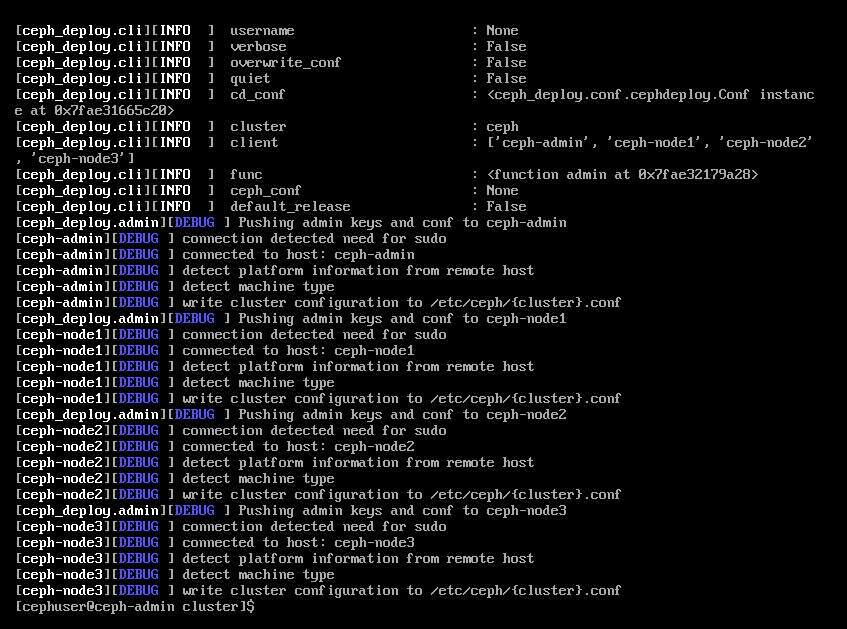 [ceph_deploy.cli][INFO  ]  username                      : None
[ceph_deploy.cli][INFO  ]  verbose                       : False
[ceph_deploy.cli][INFO  ]  overwrite_conf                : False
[ceph_deploy.cli][INFO  ]  quiet                         : False
[ceph_deploy.cli][INFO  ]  cd_conf                       : <ceph_deploy.conf.cephdeploy.Conf instanc
e at 0x7fae31665c20>
[ceph_deploy.cli][INFO  ]  cluster                       : ceph
[ceph_deploy.cli][INFO  ]  client                        : ['ceph-admin', 'ceph-node1', 'ceph-node2'
, 'ceph-node3']
[ceph_deploy.cli][INFO  ]  func                          : <function admin at 0x7fae32179a28>
[ceph_deploy.cli][INFO  ]  ceph_conf                     : None
[ceph_deploy.cli][INFO  ]  default_release               : False
[ceph_deploy.admin][DEBUG ] Pushing admin keys and conf to ceph-admin
[ceph-admin][DEBUG ] connection detected need for sudo
[ceph-admin][DEBUG ] connected to host: ceph-admin
[ceph-admin][DEBUG ] detect platform information from remote host
[ceph-admin][DEBUG ] detect machine type
[ceph-admin][DEBUG ] write cluster configuration to /etc/ceph/{cluster}.conf
[ceph_deploy.admin][DEBUG ] Pushing admin keys and conf to ceph-node1
[ceph-node1][DEBUG ] connection detected need for sudo
[ceph-node1][DEBUG ] connected to host: ceph-node1
[ceph-node1][DEBUG ] detect platform information from remote host
[ceph-node1][DEBUG ] detect machine type
[ceph-node1][DEBUG ] write cluster configuration to /etc/ceph/{cluster}.conf
[ceph_deploy.admin][DEBUG ] Pushing admin keys and conf to ceph-node2
[ceph-node2][DEBUG ] connection detected need for sudo
[ceph-node2][DEBUG ] connected to host: ceph-node2
[ceph-node2][DEBUG ] detect platform information from remote host
[ceph-node2][DEBUG ] detect machine type
[ceph-node2][DEBUG ] write cluster configuration to /etc/ceph/{cluster}.conf
[ceph_deploy.admin][DEBUG ] Pushing admin keys and conf to ceph-node3
[ceph-node3][DEBUG ] connection detected need for sudo
[ceph-node3][DEBUG ] connected to host: ceph-node3
[ceph-node3][DEBUG ] detect platform information from remote host
[ceph-node3][DEBUG ] detect machine type
[ceph-node3][DEBUG ] write cluster configuration to /etc/ceph/{cluster}.conf
[cephuser@ceph-admin cluster]$